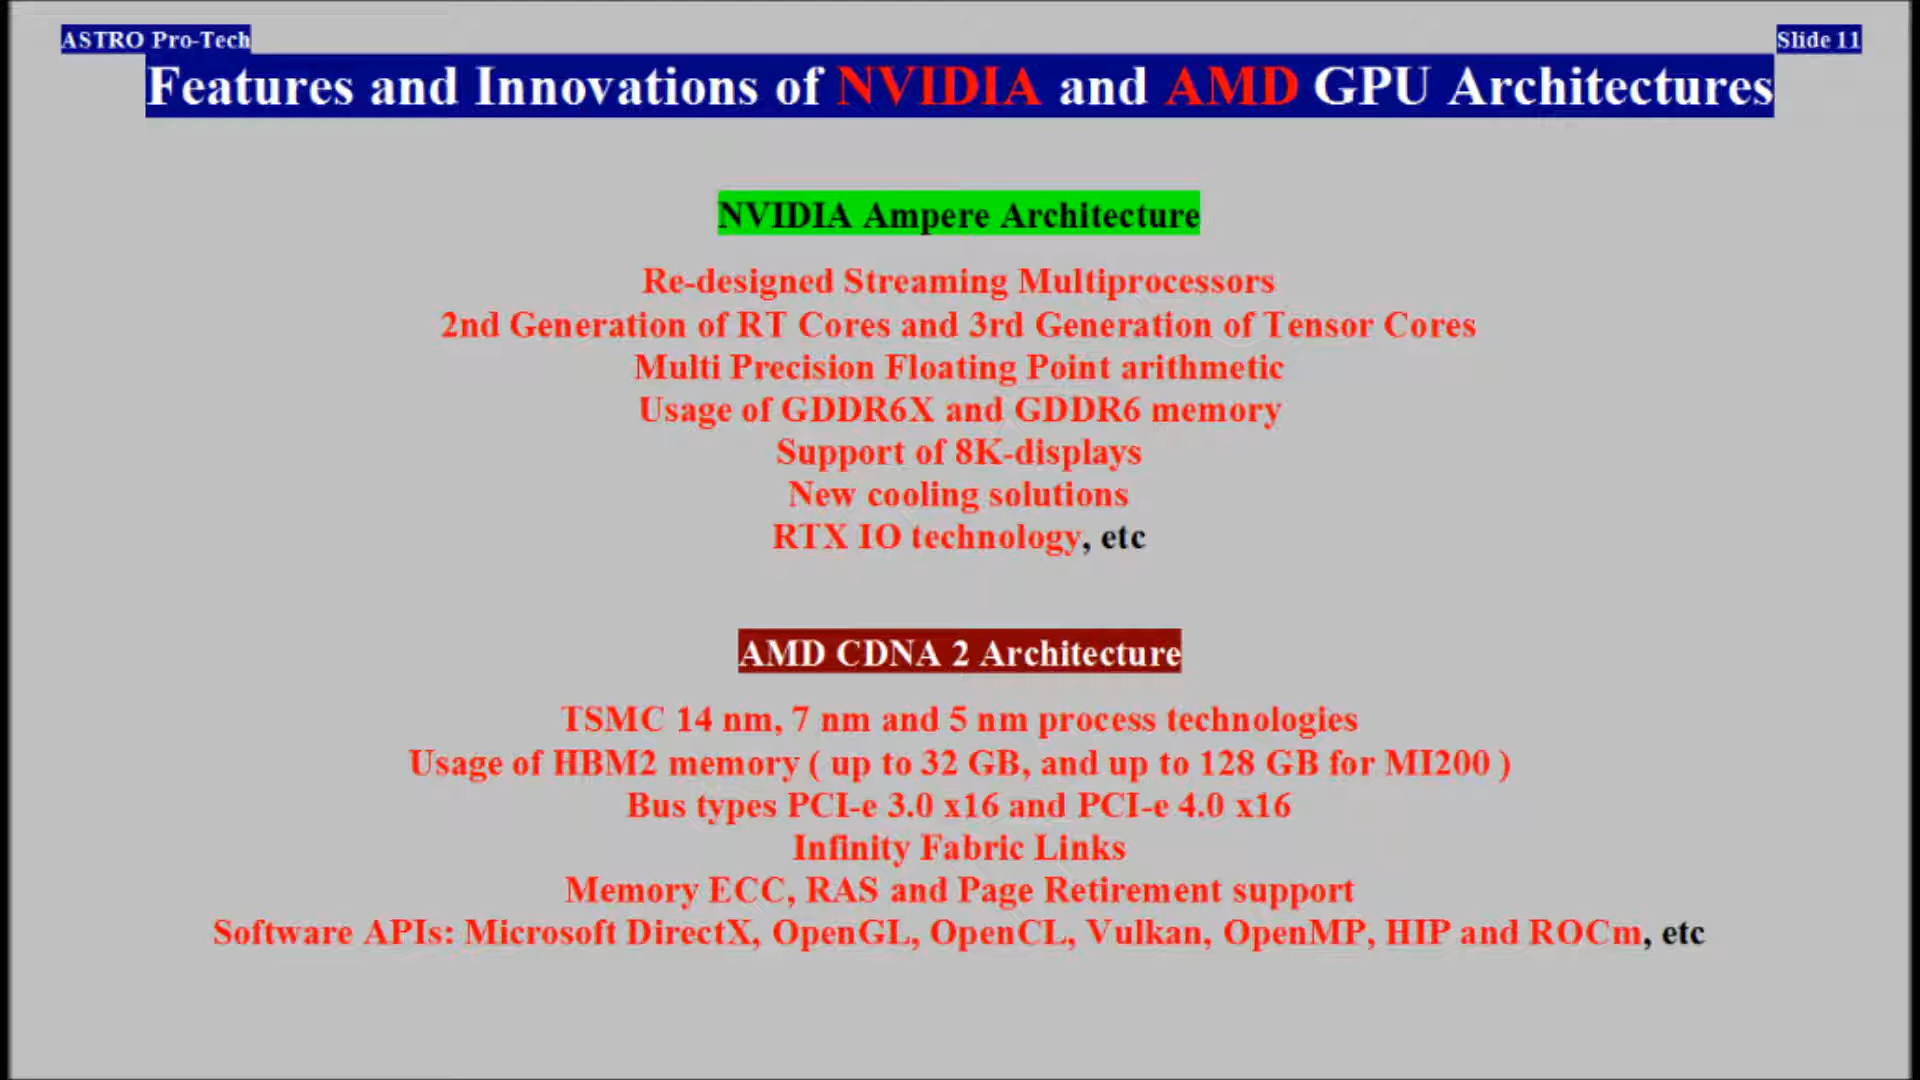 ASTRO Pro-Tech
Slide 11
Features and Innovations of NVIDIA and AMD GPU Architectures
NVIDIA Ampere Architecture
Re-designed Streaming Multiprocessors
2nd Generation of RT Cores and 3rd Generation of Tensor Cores
Multi Precision Floating Point arithmetic
Usage of GDDR6X and GDDR6 memory
Support of 8K-displays
New cooling solutions
RTX IO technology, etc
AMD CDNA 2 Architecture
TSMC 14 nm, 7 nm and 5 nm process technologies
Usage of HBM2 memory ( up to 32 GB, and up to 128 GB for MI200 )
Bus types PCI-e 3.0 x16 and PCI-e 4.0 x16
Infinity Fabric Links
Memory ECC, RAS and Page Retirement support
Software APIs: Microsoft DirectX, OpenGL, OpenCL, Vulkan, OpenMP, HIP and ROCm, etc